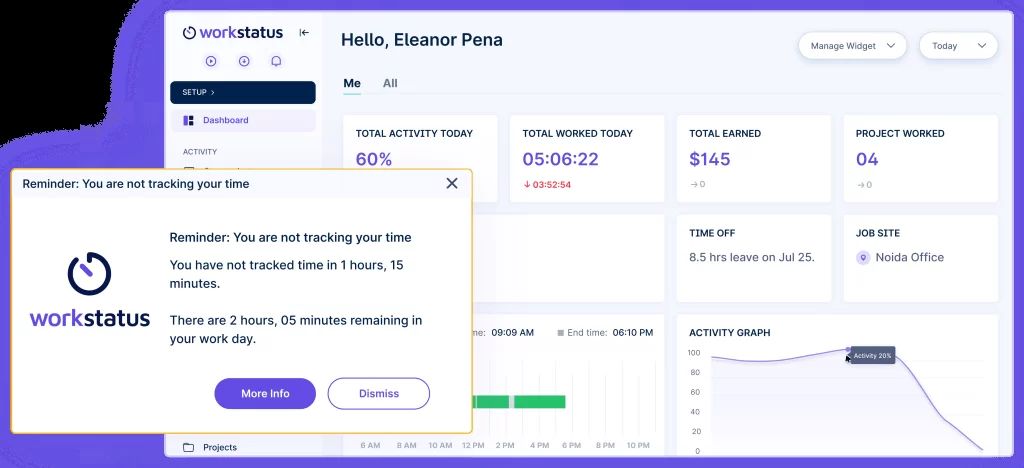 workstatus
SETUP >
Dashboard
ACTIVITY
Projects
Hello, Eleanor Pena
Manage Widget
Today
Me
All
TOTAL ACTIVITY TODAY
60%
TOTAL WORKED TODAY
05:06:22
↓ 03:52:54
TOTAL EARNED
$145
→0
PROJECT WORKED
04
→0
TIME OFF
8.5 hrs leave on Jul 25.
JOB SITE
Noida Office
09:09 AM
End time: 06:10 PM
6 AM 8 AM 10 AM 12 PM 2 PM 4 PM 6 PM 8 PM 10 PM
ACTIVITY GRAPH
100
80
60
40
20
0
Activity 20%
Reminder: You are not tracking your time
workstatus
Reminder: You are not tracking your time
You have not tracked time in 1 hours, 15
minutes.
There are 2 hours, 05 minutes remaining in
your work day.
More Info
Dismiss